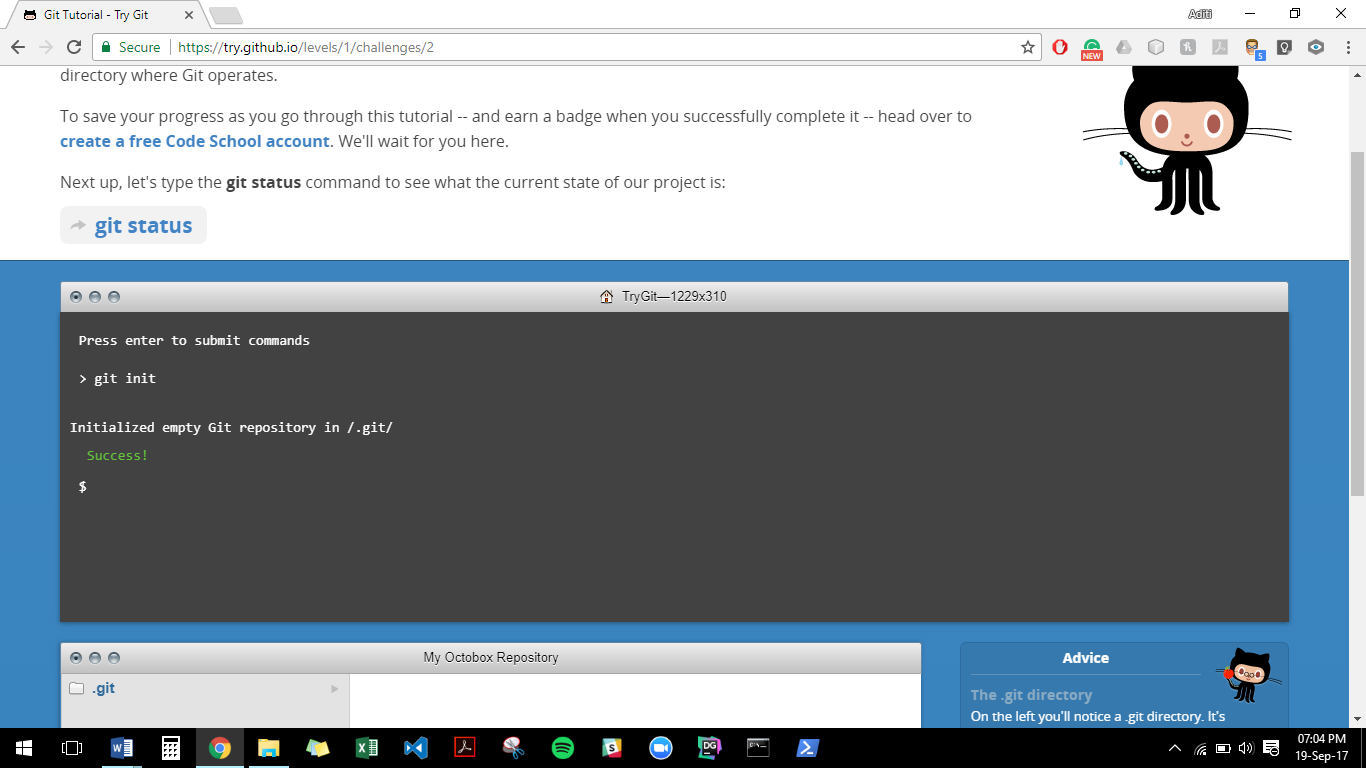 Git Tutorial - Try Git
Aditi
Secure
https://try.github.io/levels/1/challenges/2
NEW
5
directory where Git operates.
To save your progress as you go through this tutorial -- and earn a badge when you successfully complete it -- head over to
create a free Code School account. We'll wait for you here.
Next up, let's type the git status command to see what the current state of our project is:
git status
TryGit—1229x310
Press enter to submit commands
> git init
Initialized empty Git repository in /.git/
Success!
$
My Octobox Repository
.git
Advice
The .git directory
On the left you'll notice a .git directory. It's
DG
07:04 PM
19-Sep-17